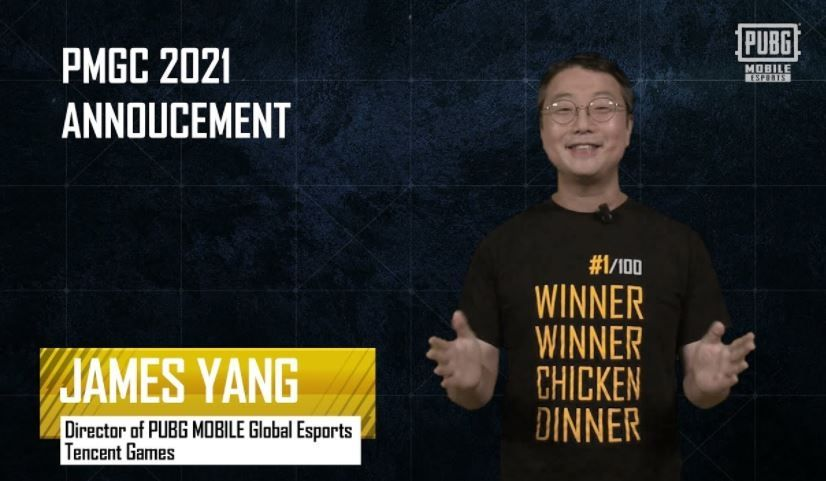 PMGC 2021
ANNOUCEMENT
PUBG
MOBILE
ESPORTS
#1/100
WINNER
WINNER
CHICKEN
DINNER
JAMES YANG
Director of PUBG MOBILE Global Esports
Tencent Games